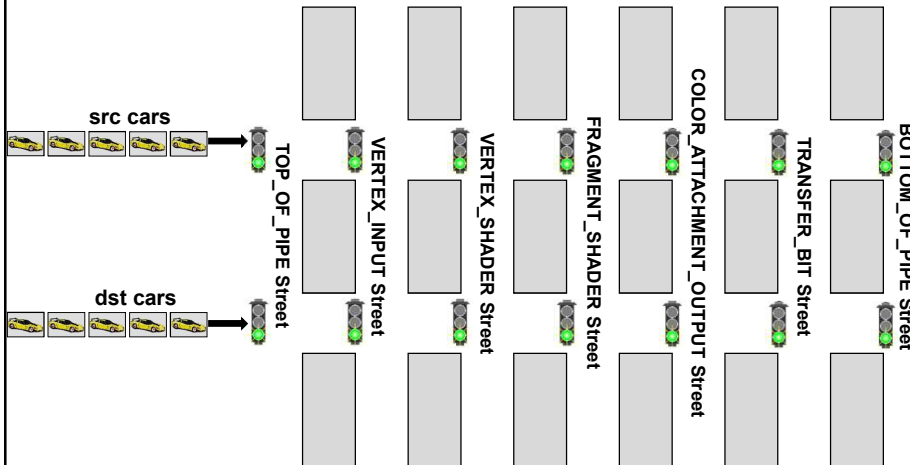 src cars
dst cars
TOP_OF_PIPE Street
VERTEX_INPUT Street
VERTEX_SHADER Street
FRAGMENT_SHADER Street
COLOR_ATTACHMENT_OUTPUT Street
TRANSFER_BIT Street
BOTTOM_OF_PIPE Street